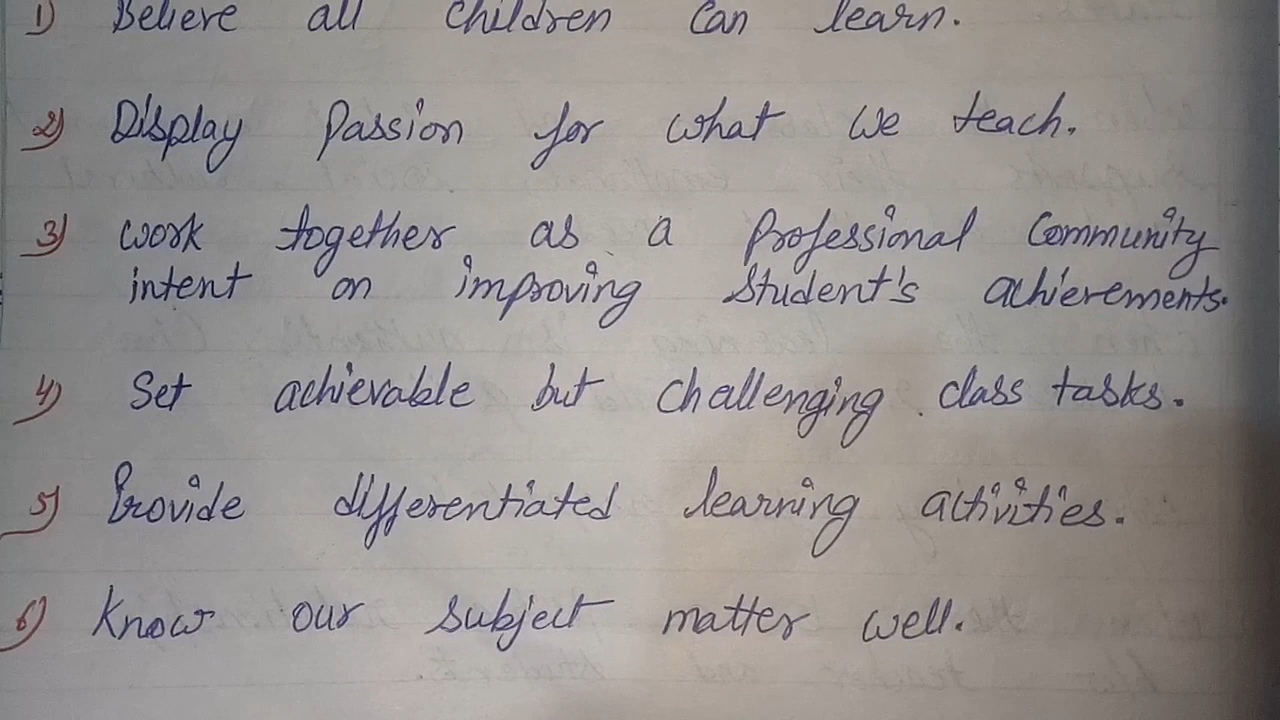 1) Believe all children can learn.
2) Display Passion for what we teach.
3) work together as a Professional Community
intent on improving Student's achievements.
4) Set achievable but challenging class tasks.
5) Provide differentiated learning activities.
6) Know our subject matter well.